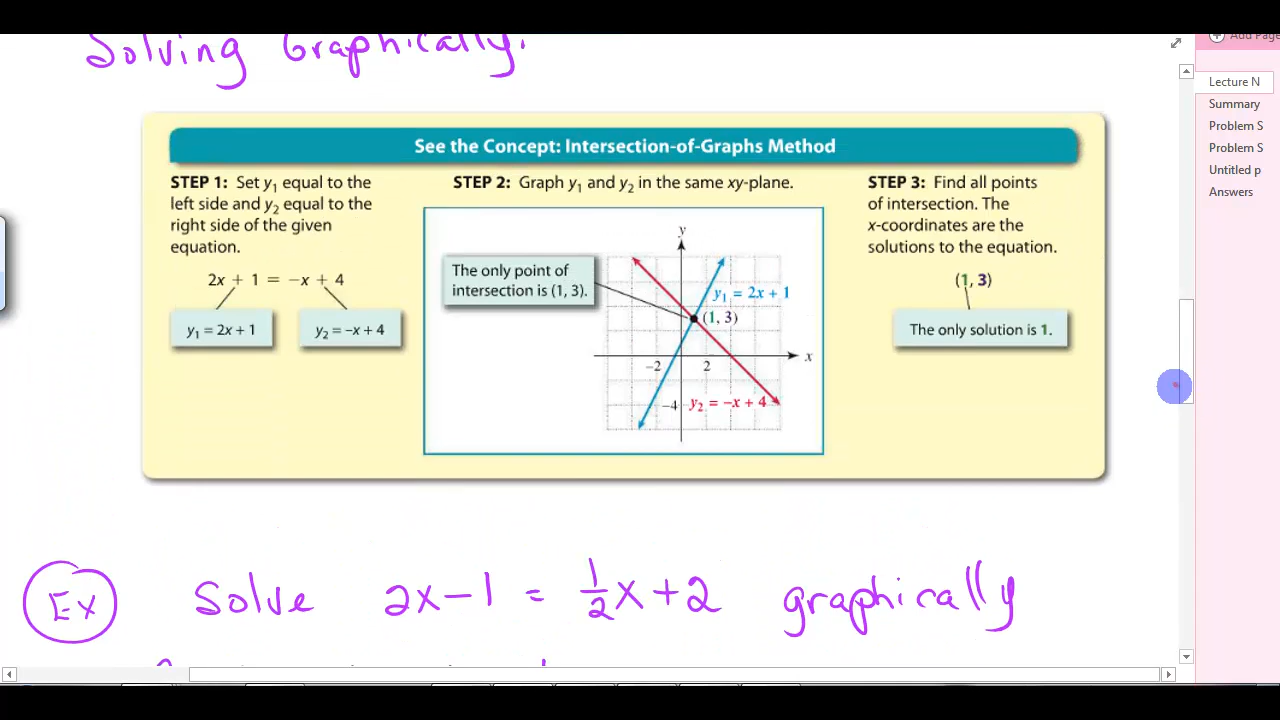 Solving Graphically.
Add Page
Lecture N
Summary
Problem S
Problem S
Untitled p
Answers
See the Concept: Intersection-of-Graphs Method
STEP 1: Set y₁ equal to the
left side and y₂ equal to the
right side of the given
equation.
2x + 1 = −x + 4
y₁ = 2x + 1
y₂ = −x + 4
STEP 2: Graph y₁ and y₂ in the same xy-plane.
The only point of
intersection is (1, 3).
y
y₁ = 2x + 1
(1, 3)
x
−2
2
−4
y₂ = −x + 4
STEP 3: Find all points
of intersection. The
x-coordinates are the
solutions to the equation.
(1, 3)
The only solution is 1.
Ex
Solve 2x−1 = ½x+2 graphically